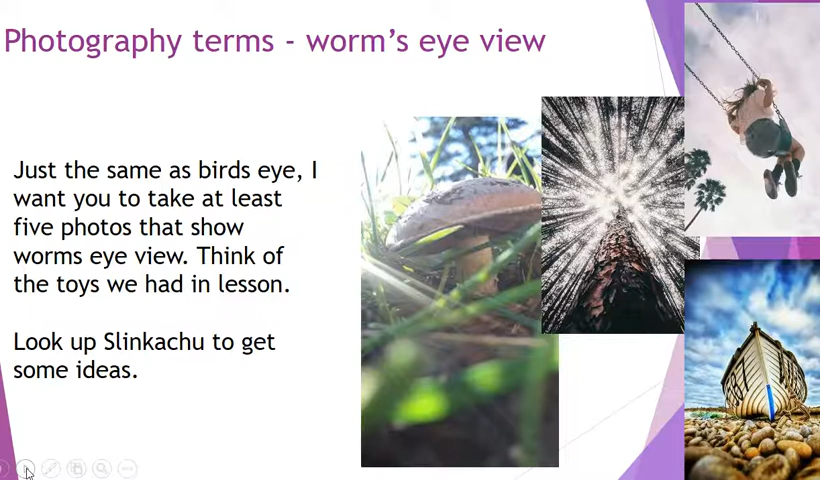 Photography terms - worm's eye view
Just the same as birds eye, I
want you to take at least
five photos that show
worms eye view. Think of
the toys we had in lesson.
Look up Slinkachu to get
some ideas.